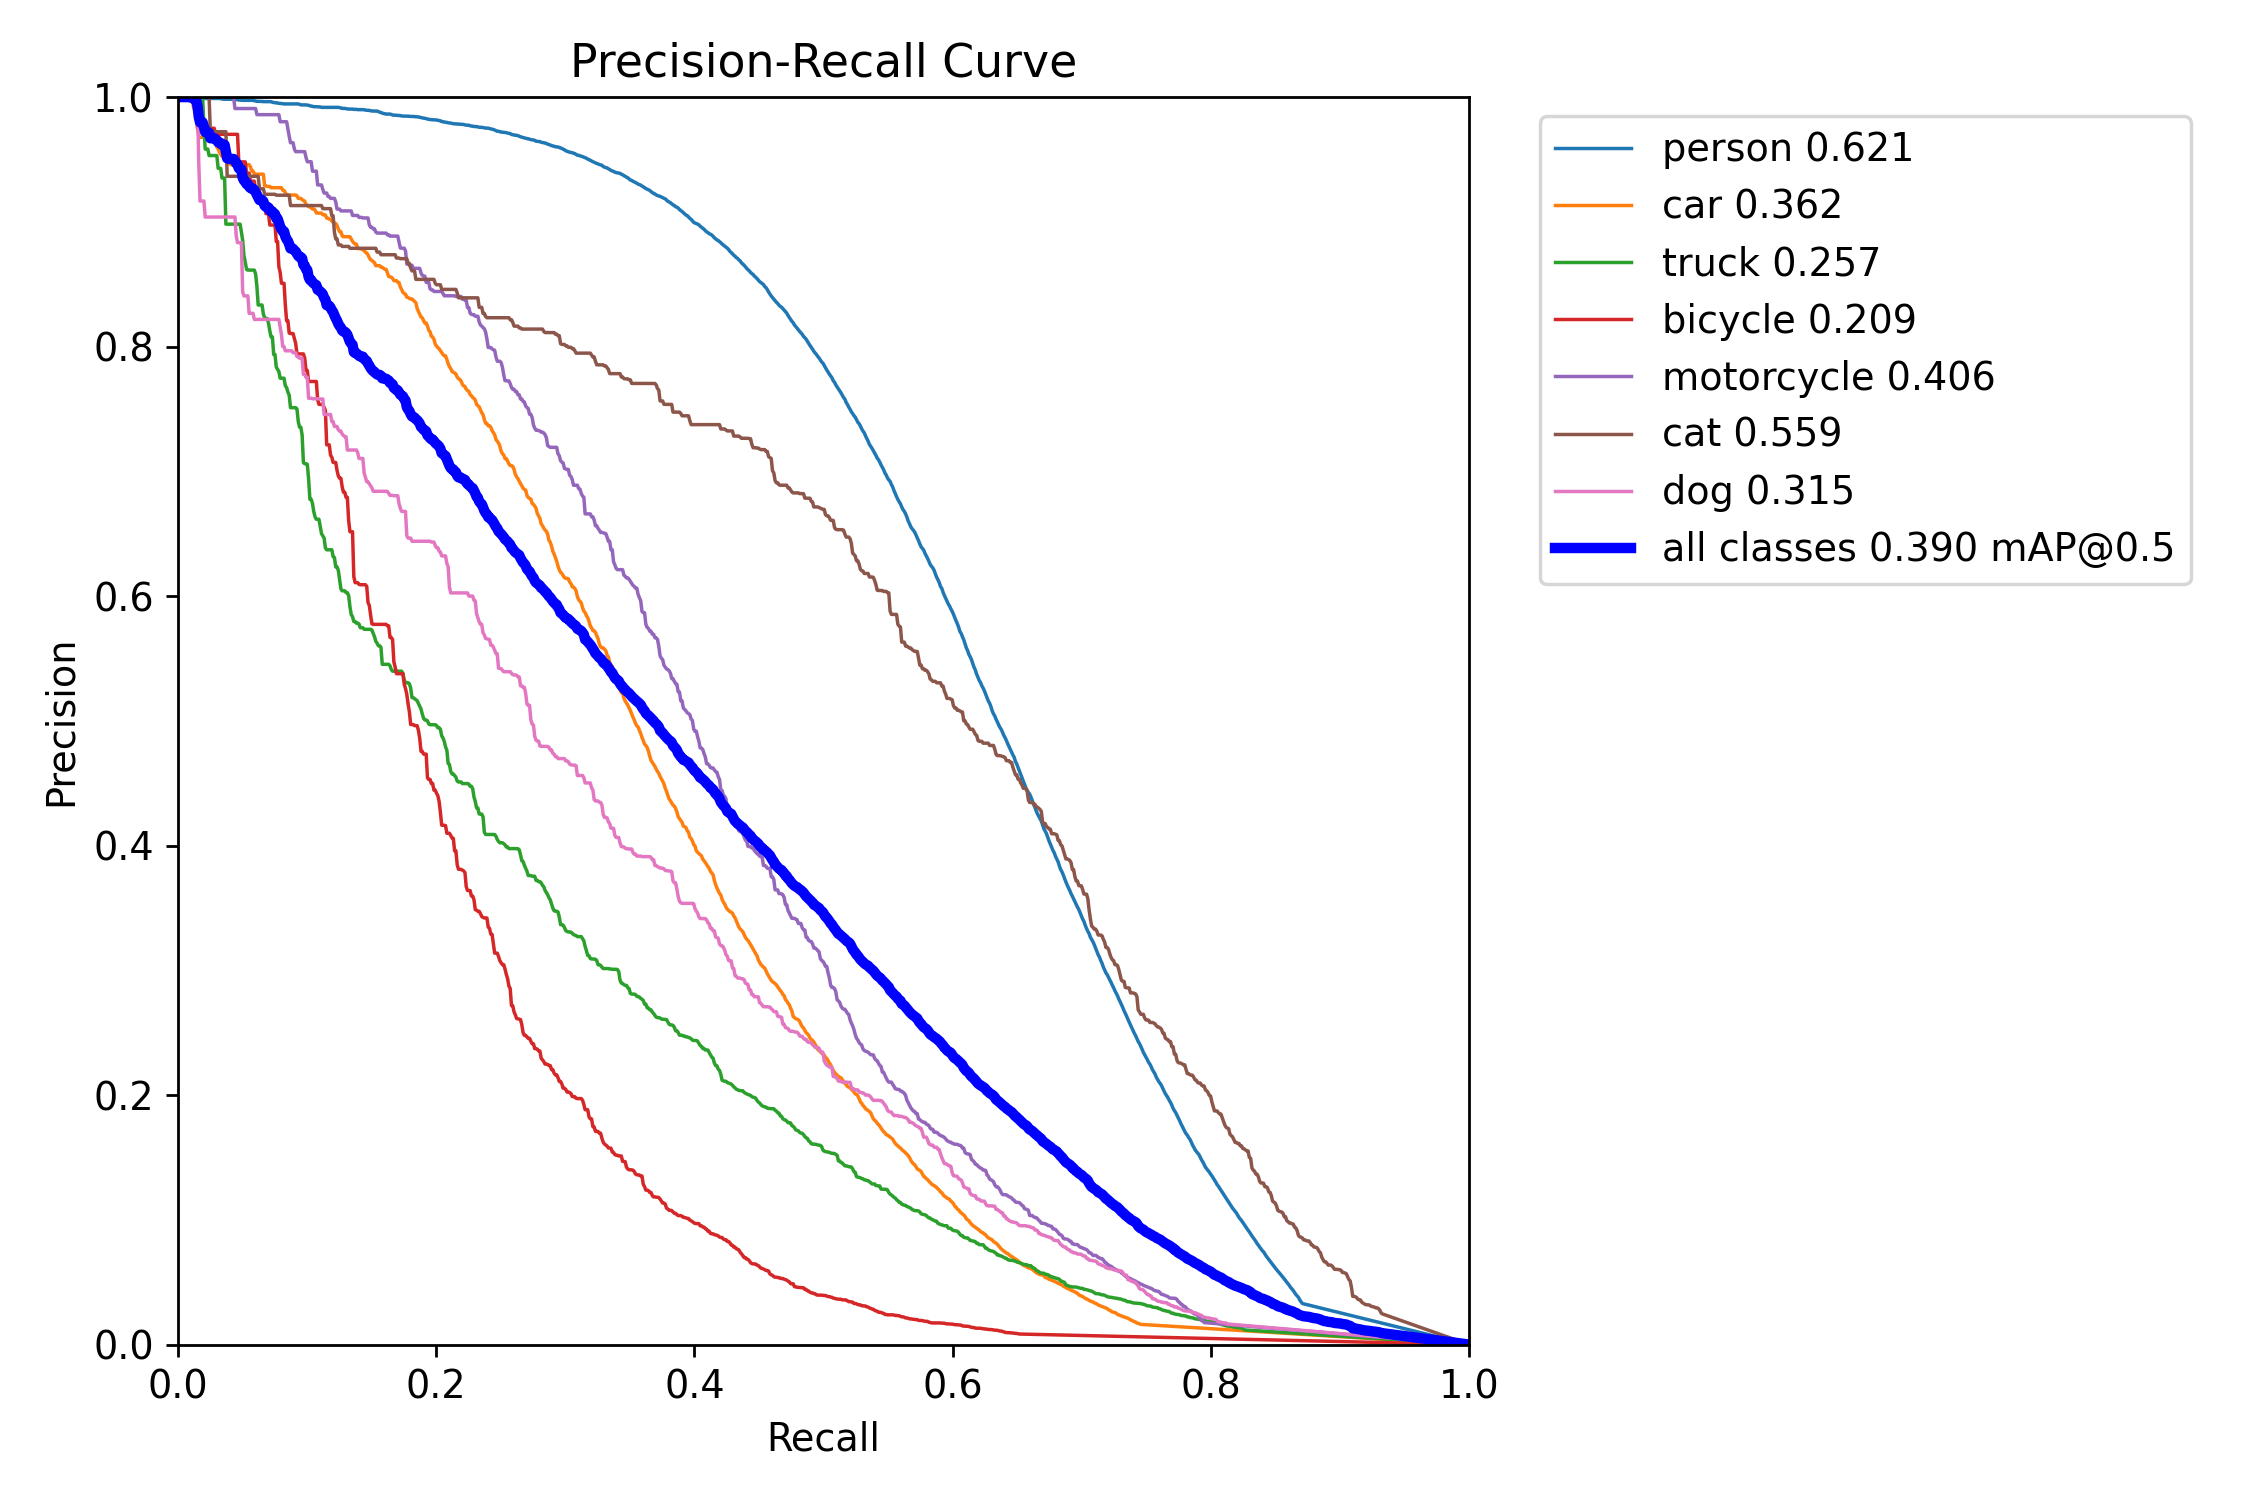 Precision-Recall Curve
1.0
0.8
0.6
0.4
0.2
0.0
Precision
0.0 0.2 0.4 0.6 0.8 1.0
Recall
person 0.621
car 0.362
truck 0.257
bicycle 0.209
motorcycle 0.406
cat 0.559
dog 0.315
all classes 0.390 mAP@0.5